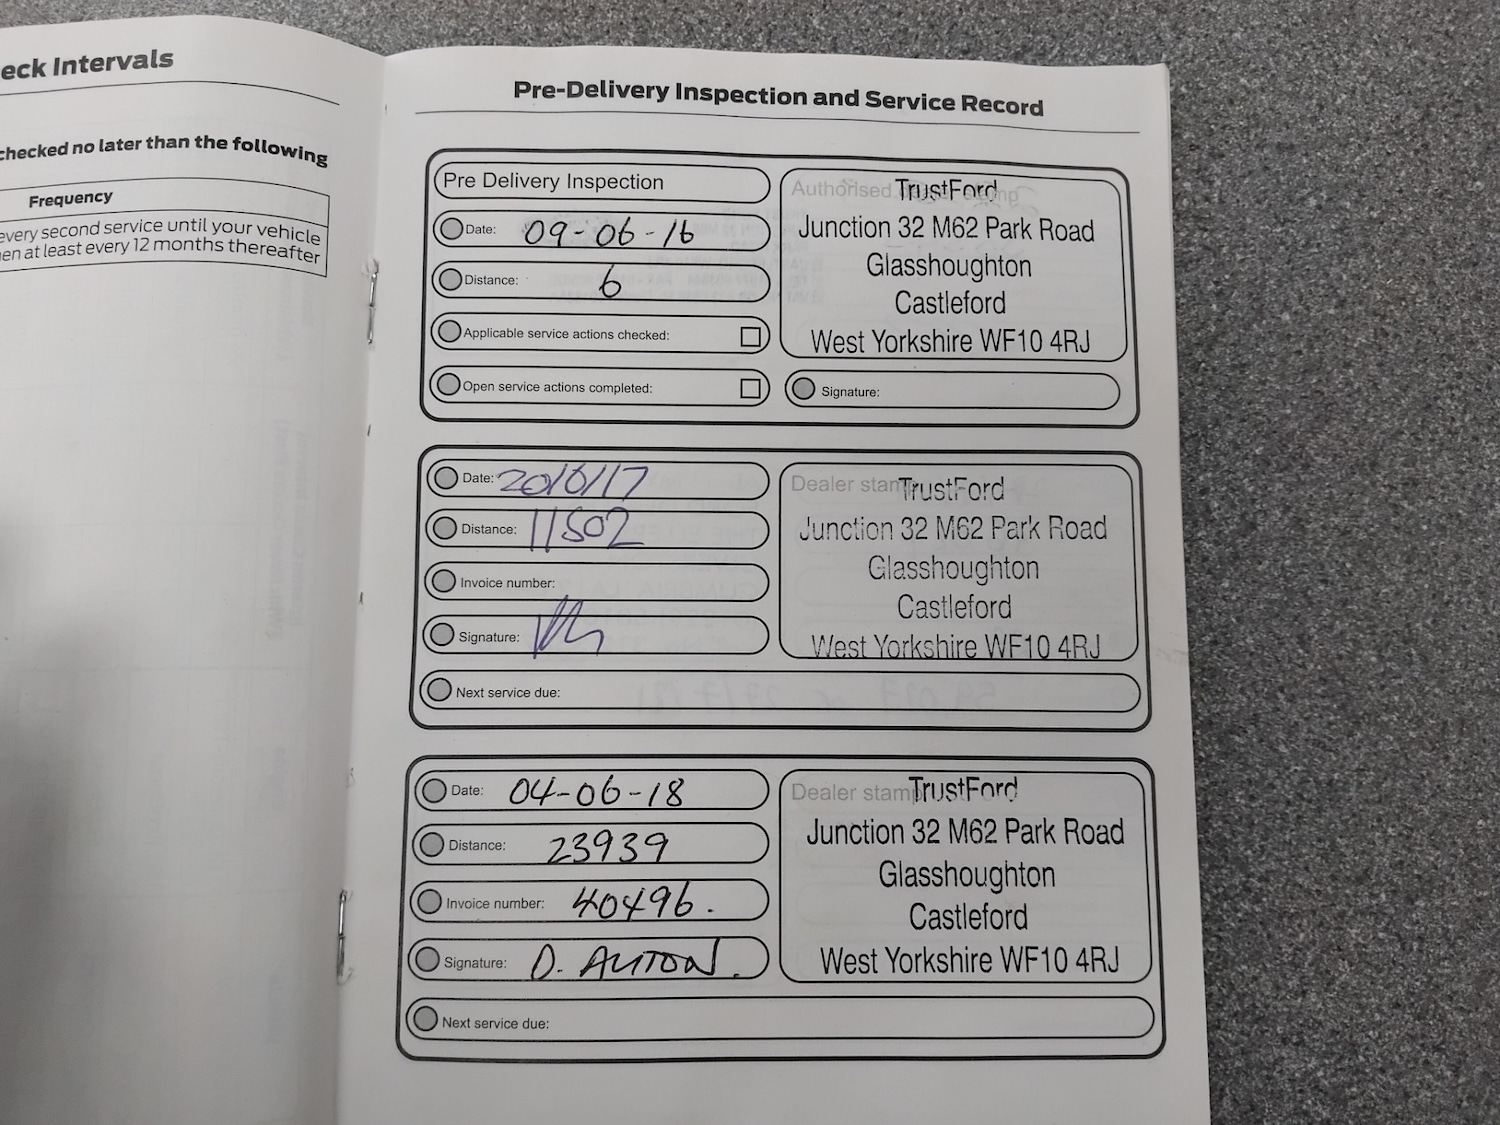 eck Intervals
checked no later than the following
Frequency
every second service until your vehicle
en at least every 12 months thereafter
Pre-Delivery Inspection and Service Record
Pre Delivery Inspection
Date: 09-06-16
Distance: 6
Applicable service actions checked:
Open service actions completed:
Authorised
TrustFord
Junction 32 M62 Park Road
Glasshoughton
Castleford
West Yorkshire WF10 4RJ
Signature:
Date: 20/6/17
Distance: 11502
Invoice number:
Signature:
Next service due:
Dealer stamp
TrustFord
Junction 32 M62 Park Road
Glasshoughton
Castleford
West Yorkshire WF10 4RJ
Date: 04-06-18
Distance: 23939
Invoice number: 40496.
Signature: D. AUTON.
Next service due:
Dealer stamp
TrustFord
Junction 32 M62 Park Road
Glasshoughton
Castleford
West Yorkshire WF10 4RJ